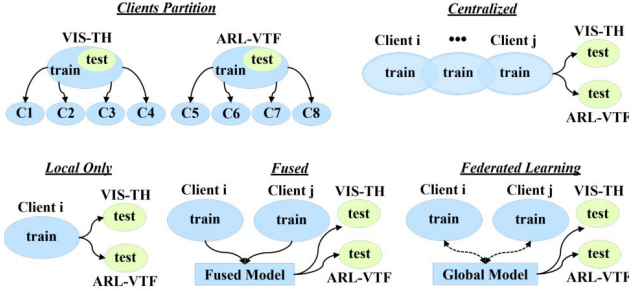 Clients Partition
VIS-TH
ARL-VTF
test
train
test
train
C1
C2
C3
C4
C5
C6
C7
C8
Centralized
Client i
•••
Client j
train
train
train
VIS-TH
test
test
ARL-VTF
Local Only
Client i
train
VIS-TH
test
test
ARL-VTF
Fused
Client i
Client j
train
train
Fused Model
VIS-TH
test
test
ARL-VTF
Federated Learning
Client i
Client j
train
train
Global Model
VIS-TH
test
test
ARL-VTF